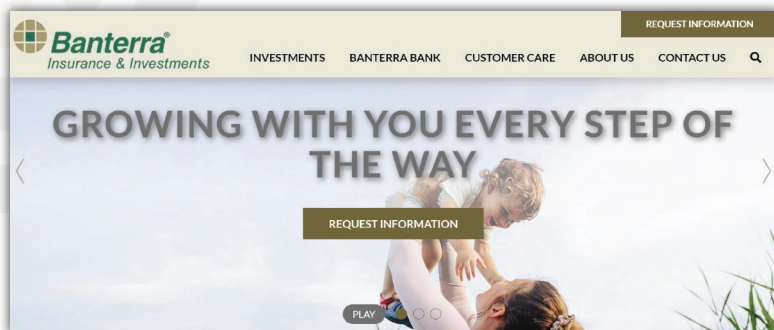 REQUEST INFORMATION
Banterra®
Insurance & Investments
INVESTMENTS BANTERRA BANK CUSTOMER CARE ABOUT US CONTACT US
GROWING WITH YOU EVERY STEP OF
THE WAY
REQUEST INFORMATION
PLAY